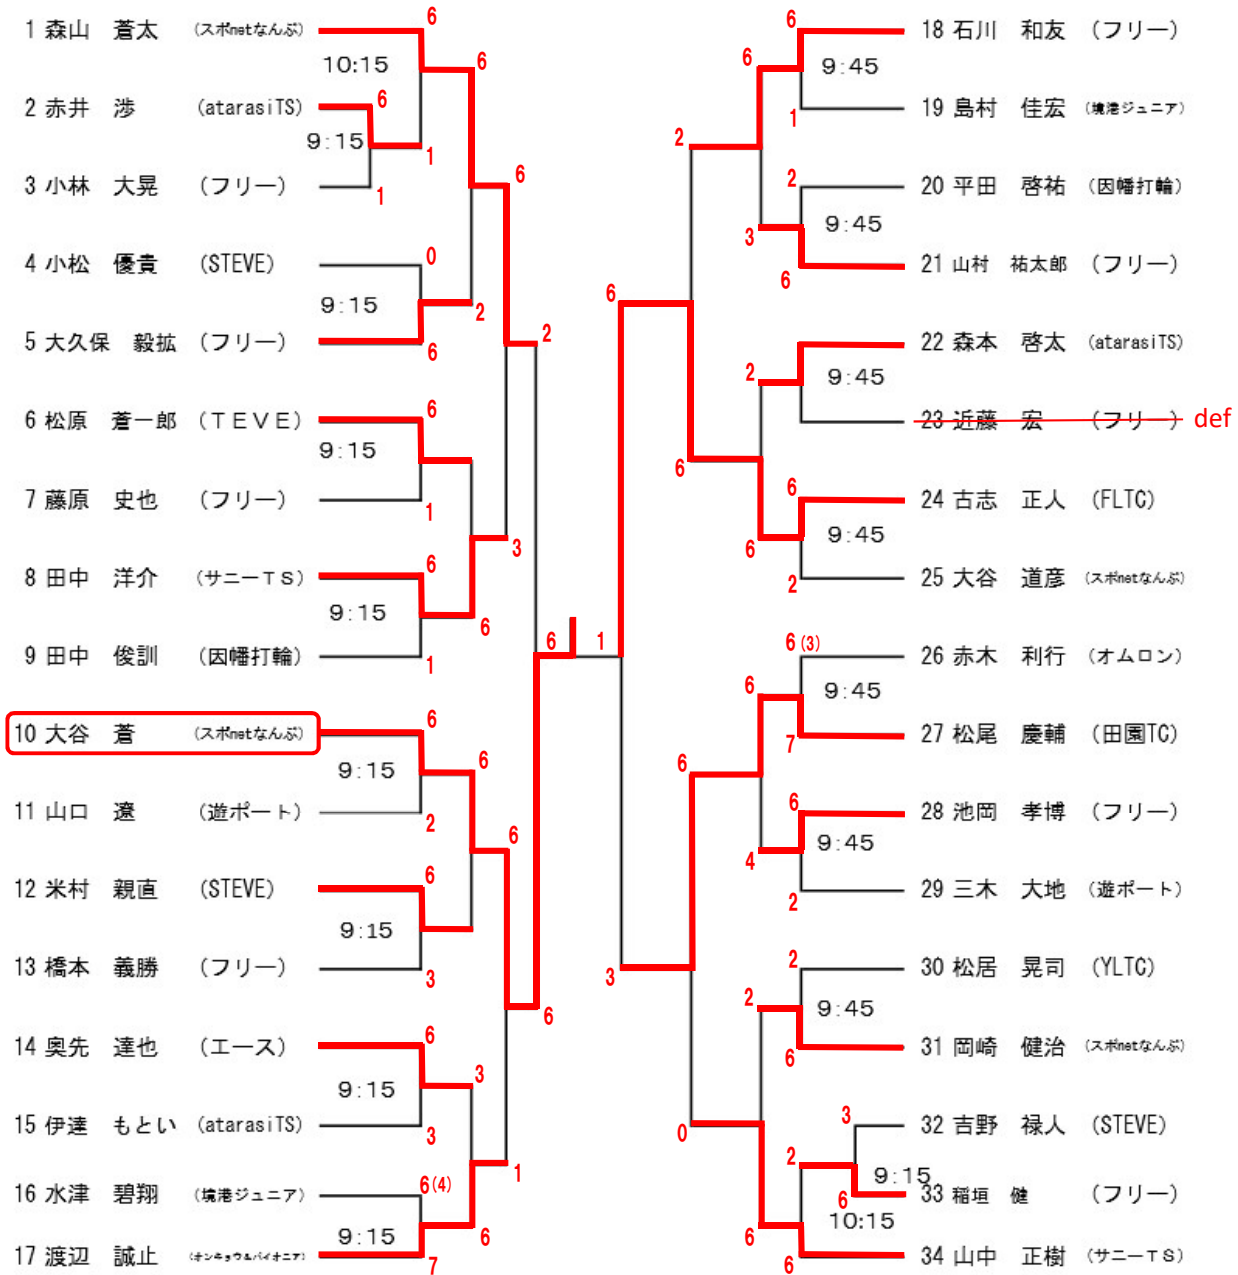 1 森山 蒼太 (スポnetなんぶ) 6
10:15 6
2 赤井 渉 (atarasiTS) 6
9:15 1 6
3 小林 大晃 (フリー) 1
4 小松 優貴 (STEVE) 0
9:15 2
5 大久保 毅拡 (フリー) 6
2
6 松原 蒼一郎 (TEVE) 6
9:15
7 藤原 史也 (フリー) 1
3
8 田中 洋介 (サニーTS) 6
9:15 6
9 田中 俊訓 (因幡打輪) 1
6 1
10 大谷 蒼 (スポnetなんぶ) 6
9:15 6
11 山口 遼 (遊ポート) 2
6
12 米村 親直 (STEVE) 6
9:15
13 橋本 義勝 (フリー) 3
6
14 奥先 達也 (エース) 6
9:15 3
15 伊達 もとい (atarasiTS) 3
1
16 水津 碧翔 (境港ジュニア) 6(4)
9:15 6
17 渡辺 誠止 (オンキョウ&パイオニア) 7
6 18 石川 和友 (フリー)
6 9:45
1 19 島村 佳宏 (境港ジュニア)
2
2 20 平田 啓祐 (因幡打輪)
3 9:45
6 21 山村 祐太郎 (フリー)
6
22 森本 啓太 (atarasiTS)
2 9:45
23 近藤 宏 (フリー) def
6
6 24 古志 正人 (FLTC)
6 9:45
2 25 大谷 道彦 (スポnetなんぶ)
6(3) 26 赤木 利行 (オムロン)
6 9:45
7 27 松尾 慶輔 (田園TC)
6
6 28 池岡 孝博 (フリー)
4 9:45
2 29 三木 大地 (遊ポート)
3
2 30 松居 晃司 (YLTC)
2 9:45
6 31 岡崎 健治 (スポnetなんぶ)
0
3 32 吉野 禄人 (STEVE)
2 9:15
6 33 稲垣 健 (フリー)
6 10:15
6 34 山中 正樹 (サニーTS)